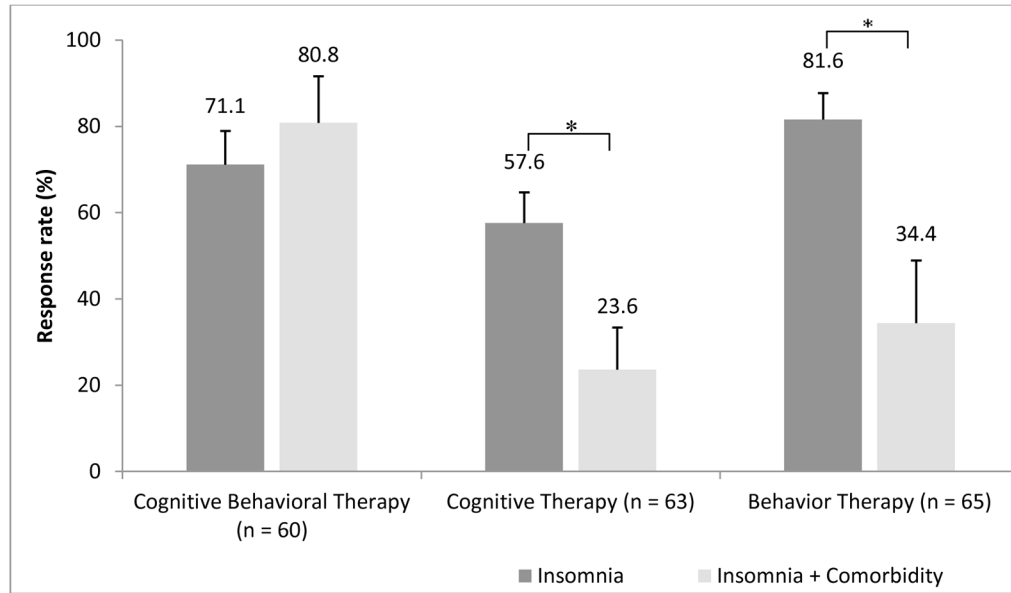 Response rate (%)
100
80
60
40
20
0
71.1
80.8
57.6
*
23.6
81.6
*
34.4
Cognitive Behavioral Therapy
(n = 60)
Cognitive Therapy (n = 63)
Behavior Therapy (n = 65)
Insomnia
Insomnia + Comorbidity